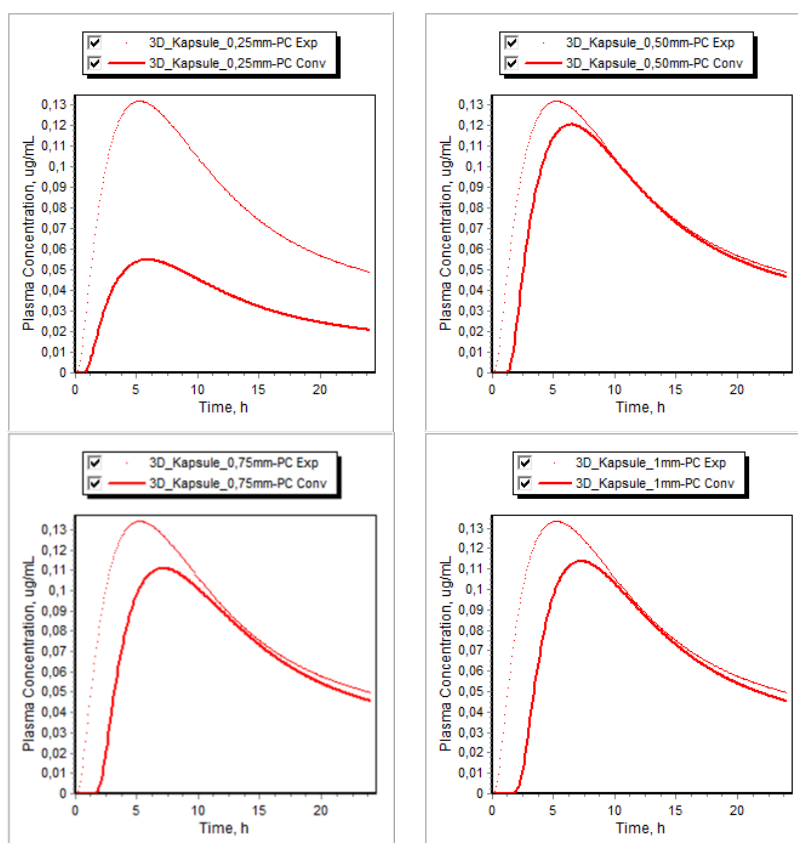 3D_Kapsule_0,25mm-PC Exp
3D_Kapsule_0,25mm-PC Conv
Plasma Concentration, ug/mL
0,13
0,12
0,11
0,1
0,09
0,08
0,07
0,06
0,05
0,04
0,03
0,02
0,01
0
0 5 10 15 20
Time, h
3D_Kapsule_0,50mm-PC Exp
3D_Kapsule_0,50mm-PC Conv
Plasma Concentration, ug/mL
0,13
0,12
0,11
0,1
0,09
0,08
0,07
0,06
0,05
0,04
0,03
0,02
0,01
0
0 5 10 15 20
Time, h
3D_Kapsule_0,75mm-PC Exp
3D_Kapsule_0,75mm-PC Conv
Plasma Concentration, ug/mL
0,13
0,12
0,11
0,1
0,09
0,08
0,07
0,06
0,05
0,04
0,03
0,02
0,01
0
0 5 10 15 20
Time, h
3D_Kapsule_1mm-PC Exp
3D_Kapsule_1mm-PC Conv
Plasma Concentration, ug/mL
0,13
0,12
0,11
0,1
0,09
0,08
0,07
0,06
0,05
0,04
0,03
0,02
0,01
0
0 5 10 15 20
Time, h